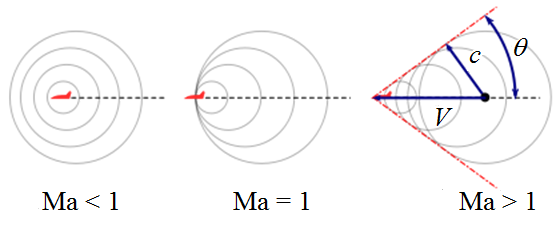 c
θ
V
Ma < 1
Ma = 1
Ma > 1